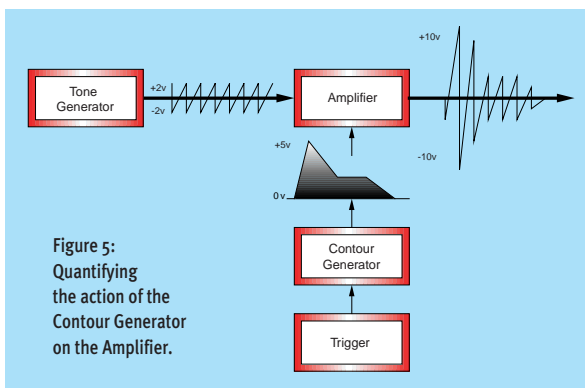 Tone
Generator
+2v
-2v
Amplifier
+10v
-10v
+5v
0v
Contour
Generator
Trigger
Figure 5:
Quantifying
the action of the
Contour Generator
on the Amplifier.